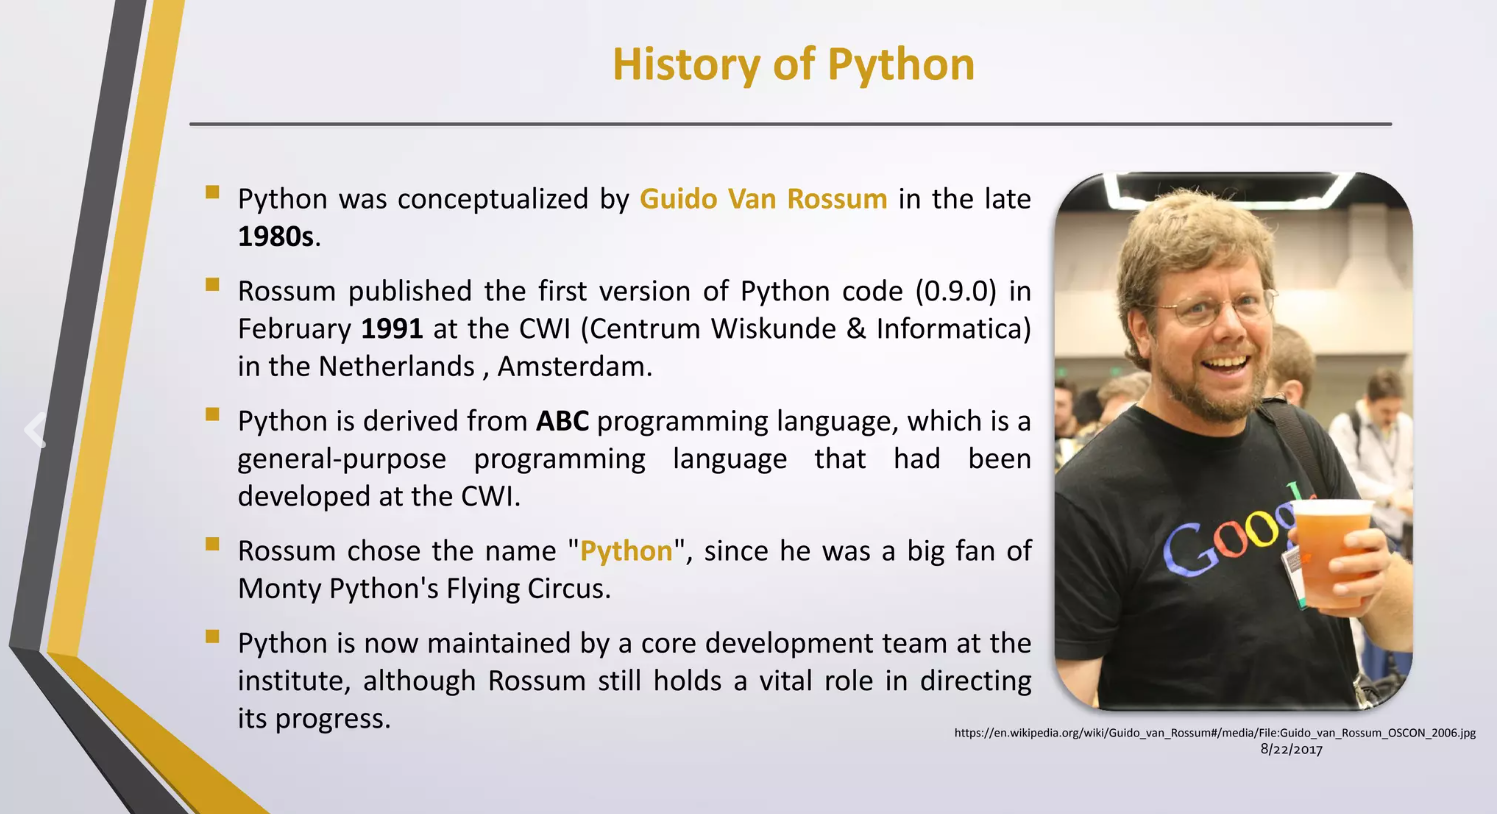 History of Python
Python was conceptualized by Guido Van Rossum in the late
1980s.
Rossum published the first version of Python code (0.9.0) in
February 1991 at the CWI (Centrum Wiskunde & Informatica)
in the Netherlands , Amsterdam.
Python is derived from ABC programming language, which is a
general-purpose programming language that had been
developed at the CWI.
Rossum chose the name "Python", since he was a big fan of
Monty Python's Flying Circus.
Python is now maintained by a core development team at the
institute, although Rossum still holds a vital role in directing
its progress.
Google
https://en.wikipedia.org/wiki/Guido_van_Rossum#/media/File:Guido_van_Rossum_OSCON_2006.jpg
8/22/2017